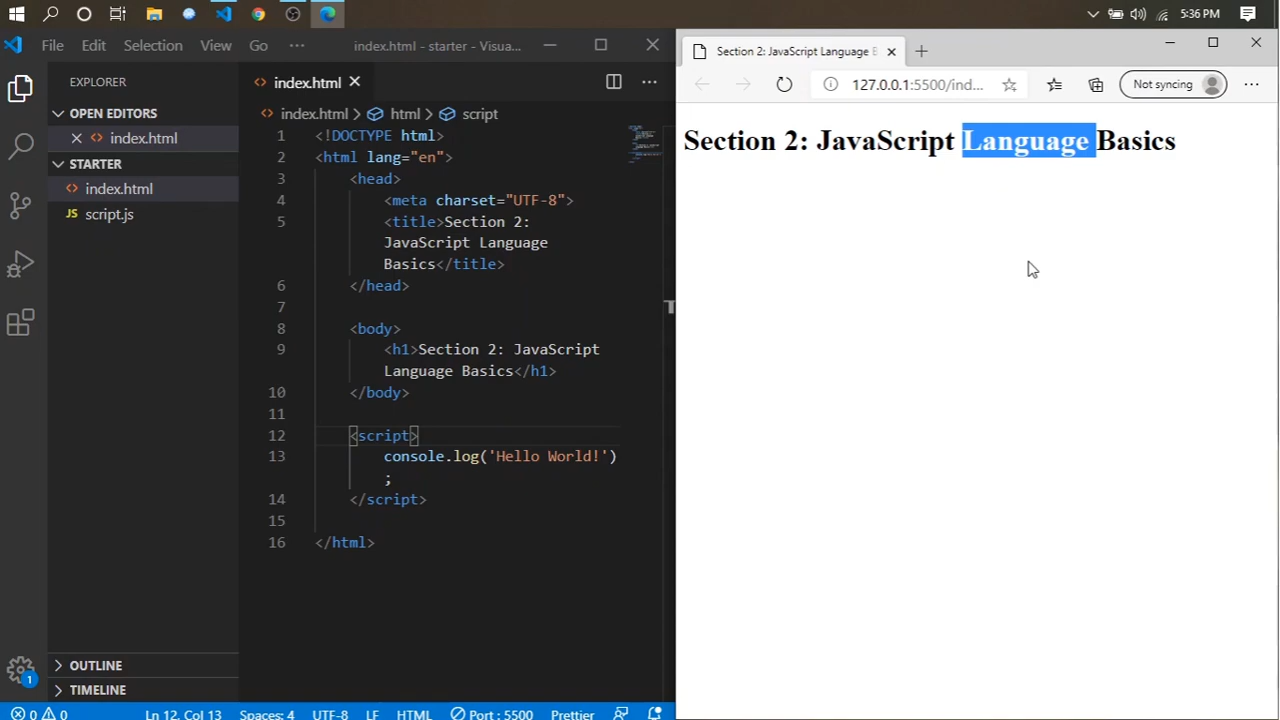 5:36 PM
File Edit Selection View Go ··· index.html - starter - Visua...
Section 2: JavaScript Language B
EXPLORER
index.html
127.0.0.1:5500/ind...
Not syncing
OPEN EDITORS
index.html
STARTER
index.html
script.js
index.html > html > script
1 <!DOCTYPE html>
2 <html lang="en">
3 <head>
4 <meta charset="UTF-8">
5 <title>Section 2:
JavaScript Language
Basics</title>
6 </head>
7
8 <body>
9 <h1>Section 2: JavaScript
Language Basics</h1>
10 </body>
11
12 <script>
13 console.log('Hello World!')
;
14 </script>
15
16 </html>
Section 2: JavaScript Language Basics
OUTLINE
TIMELINE
1
0 0 Ln 12, Col 13 Spaces: 4 UTF-8 LF HTML Port : 5500 Prettier